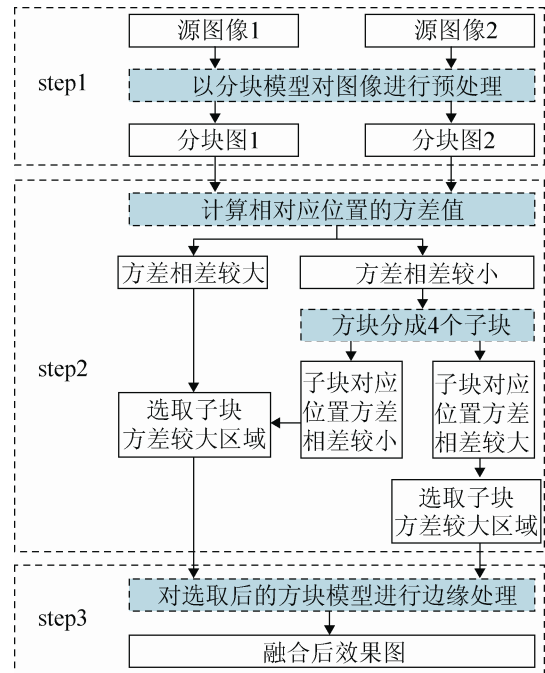 源图像1
源图像2
step1
以分块模型对图像进行预处理
分块图1
分块图2
计算相对应位置的方差值
方差相差较大
方差相差较小
方块分成4个子块
step2
选取子块
方差较大区域
子块对应
位置方差
相差较小
子块对应
位置方差
相差较大
选取子块
方差较大区域
对选取后的方块模型进行边缘处理
step3
融合后效果图